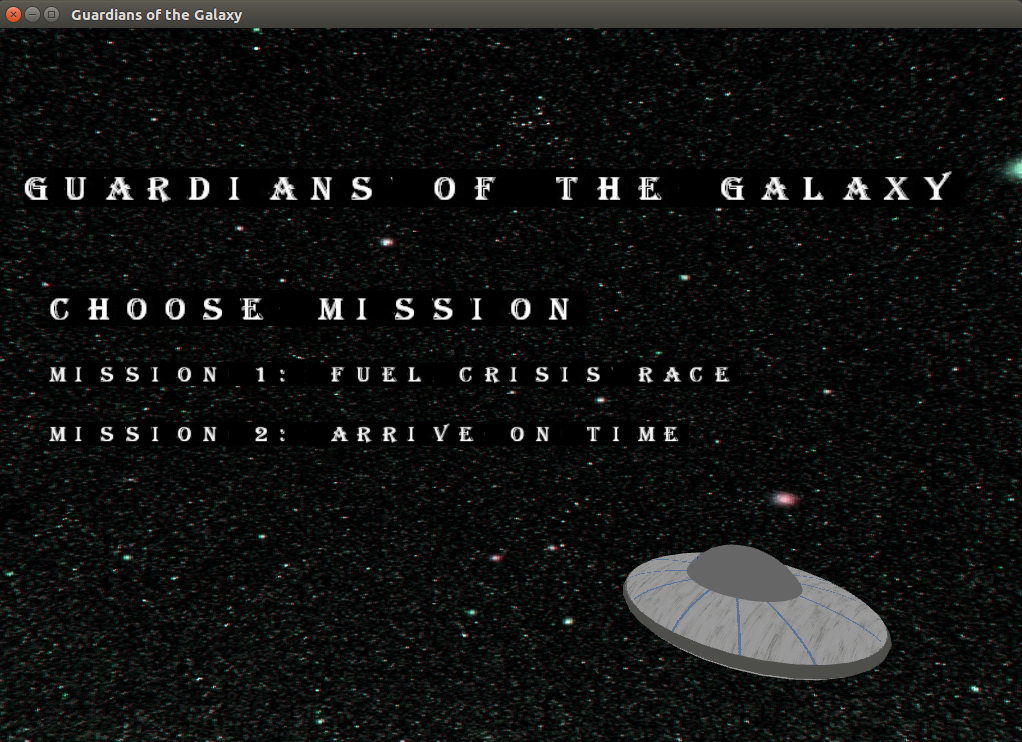 Guardians of the Galaxy
GUARDIANS OF THE GALAXY
CHOOSE MISSION
MISSION 1: FUEL CRISIS RACE
MISSION 2: ARRIVE ON TIME